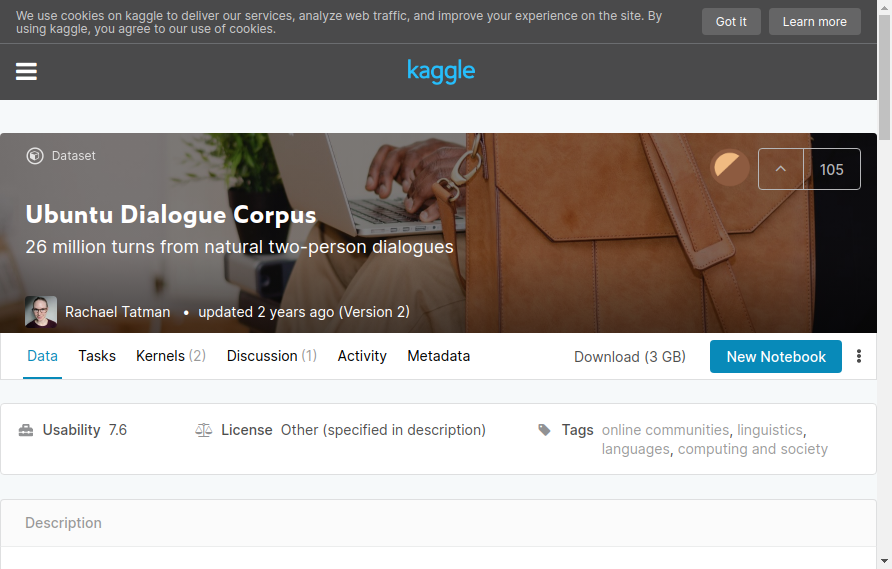 We use cookies on kaggle to deliver our services, analyze web traffic, and improve your experience on the site. By
using kaggle, you agree to our use of cookies.
Got it
Learn more
kaggle
Dataset
105
Ubuntu Dialogue Corpus
26 million turns from natural two-person dialogues
Rachael Tatman • updated 2 years ago (Version 2)
Data Tasks Kernels (2) Discussion (1) Activity Metadata Download (3 GB) New Notebook
Usability 7.6 License Other (specified in description) Tags online communities, linguistics,
languages, computing and society
Description